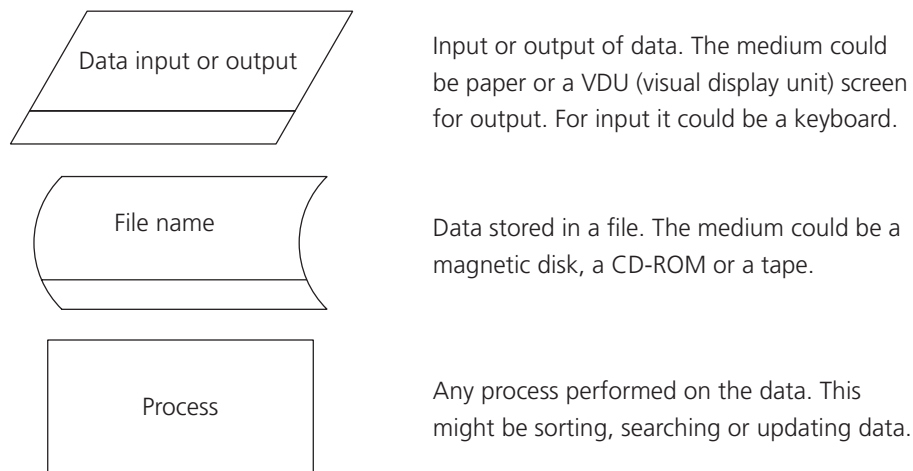 Data input or output
Input or output of data. The medium could
be paper or a VDU (visual display unit) screen
for output. For input it could be a keyboard.
File name
Data stored in a file. The medium could be a
magnetic disk, a CD-ROM or a tape.
Process
Any process performed on the data. This
might be sorting, searching or updating data.